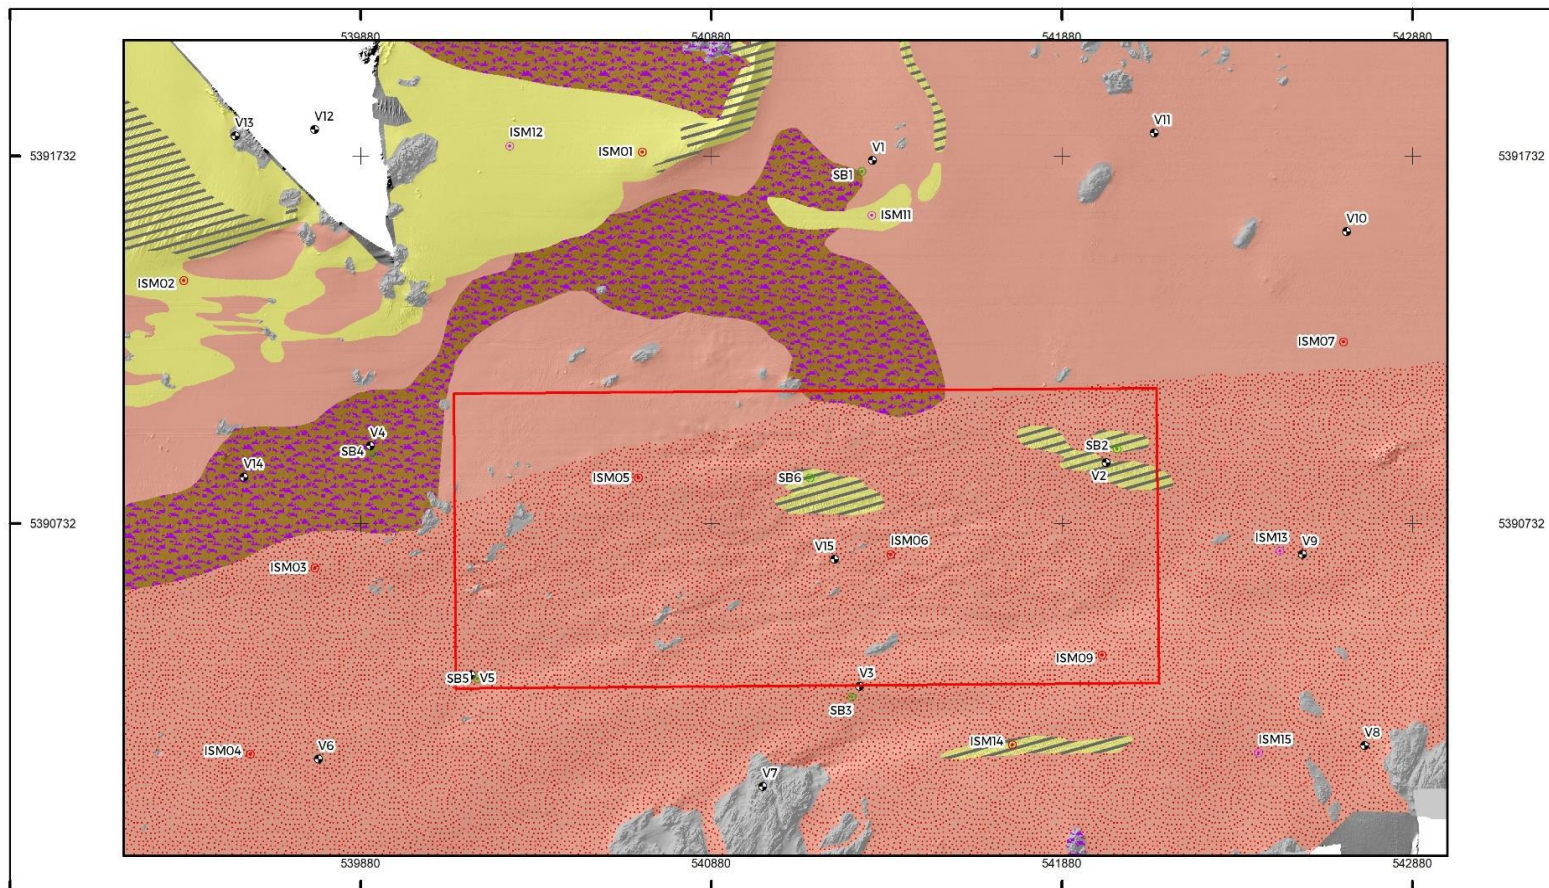 539880 540880 541880 542880
V13 V12 ISM12 ISM01 V1 V11
5391732 5391732
SB1
ISM11
V10
ISM02
ISM07
V4
SB4
SB2
V14 ISM05 SB6 V2
5390732 5390732
ISM13 V9
V15 ISM06
ISM03
ISM09
SB5 V5 V3
SB3
ISM04 V6 ISM14 ISM15 V8
V7
539880 540880 541880 542880